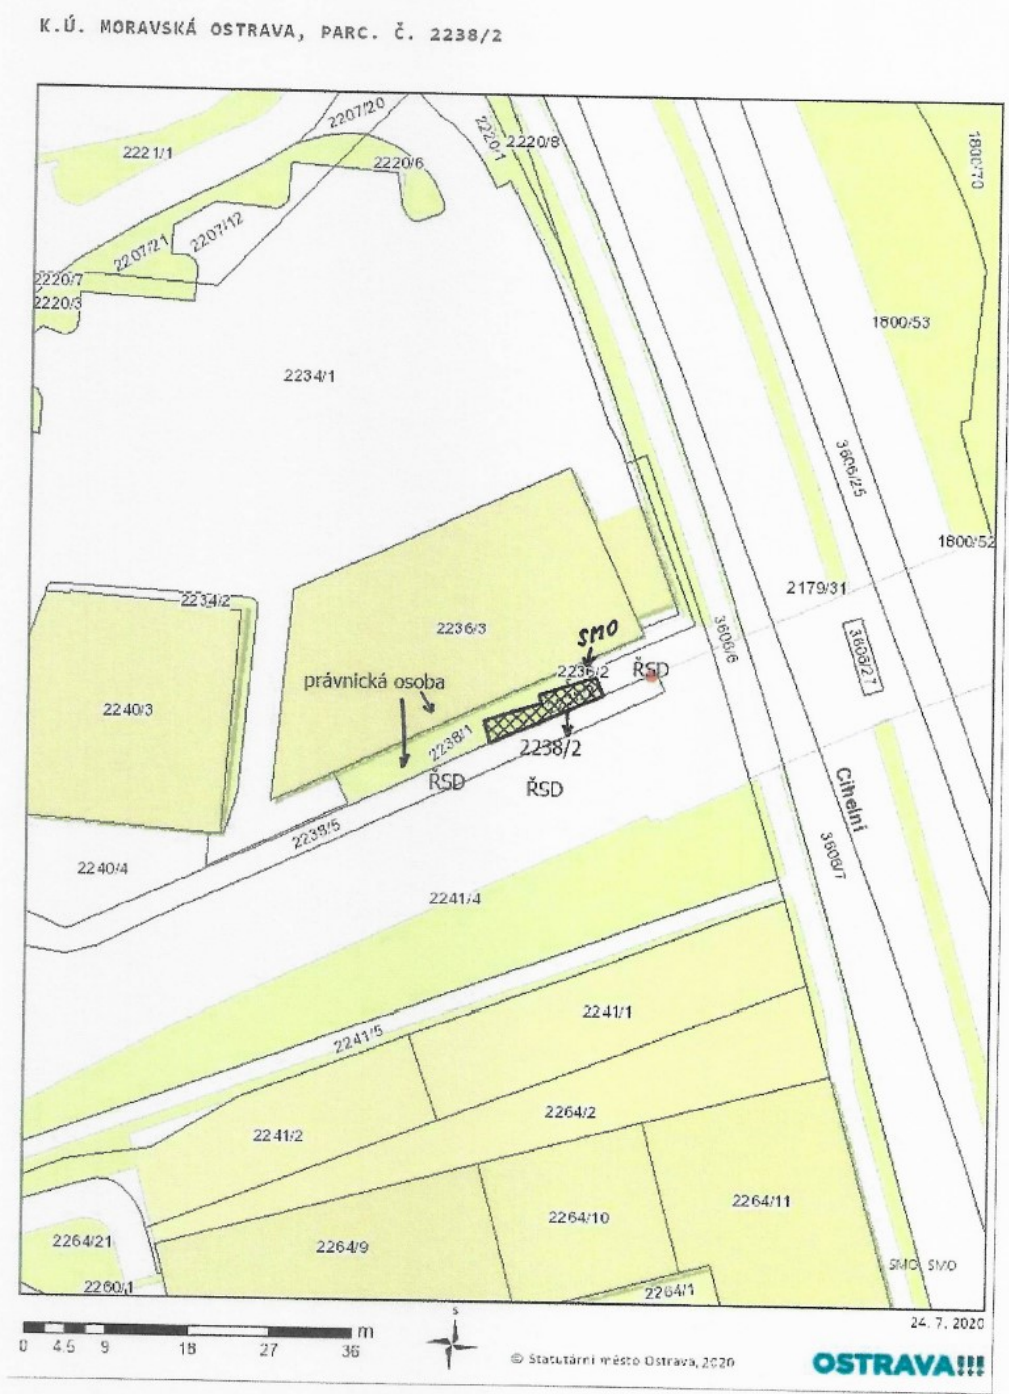 K.Ú. MORAVSKÁ OSTRAVA, PARC. Č. 2238/2
2207/20
2221/1
2220/6
2220/1
2220/8
1800/70
2207/21
2207/12
2220/7
2220/3
1800/53
2234/1
3606/25
1800/52
2179/31
2234/2
2236/3
SMO
3606/6
3606/27
2236/2
ŘSD
právnická osoba
2240/3
2238/1
2238/2
ŘSD
ŘSD
Cihelní
2238/5
3606/7
2240/4
2241/4
2241/1
2241/5
2264/2
2241/2
2264/11
2264/10
2264/21
2264/9
SMO SMO
2260/1
2264/1
s
24. 7. 2020
0 4.5 9 18 27 36 m
© Statutární město Ostrava, 2020
OSTRAVA!!!